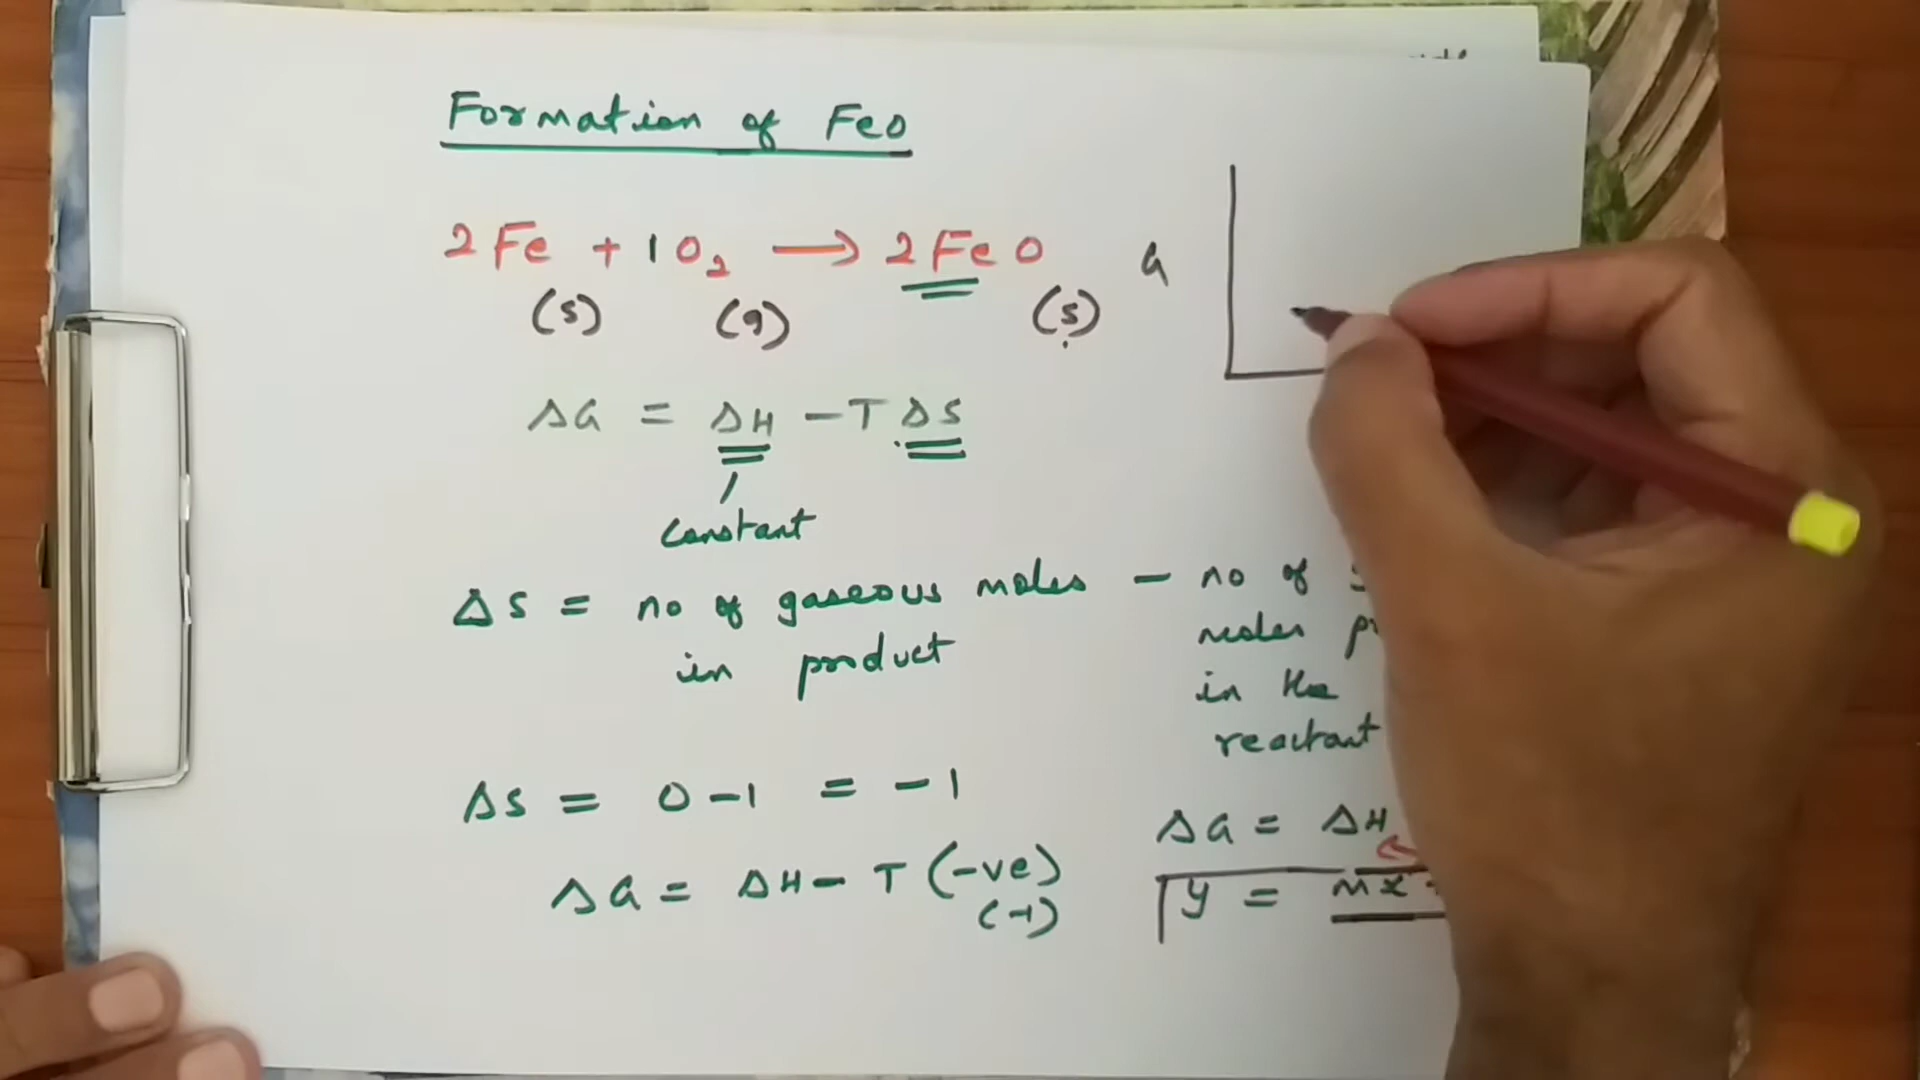 Formation of FeO
2Fe + 1O₂ → 2FeO
(s) (g) (s)
G
ΔG = ΔH – TΔS
Constant
ΔS = no of gaseous moles – no of
in product
moles
in the
reactant
ΔS = 0 – 1 = – 1
ΔG = ΔH – T (-ve)
(-1)
ΔG = ΔH
y = mx